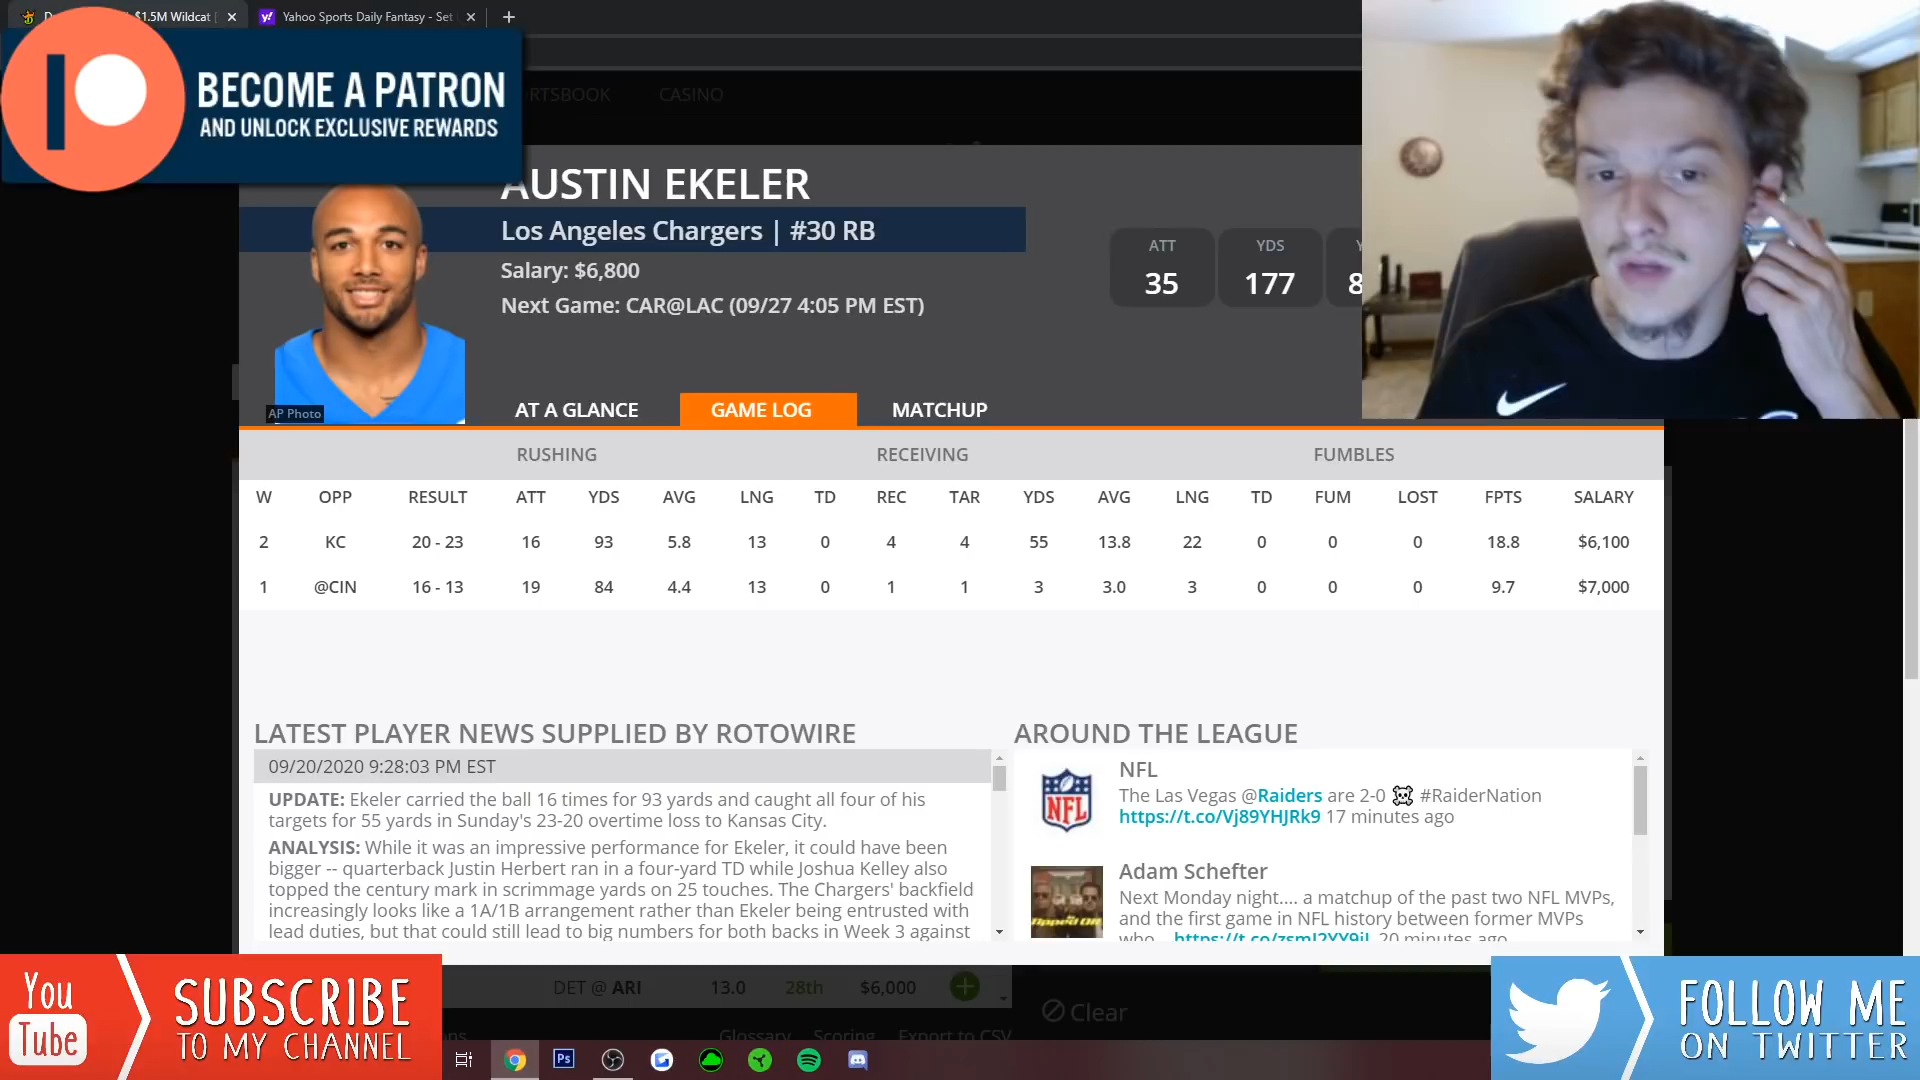 $1.5M Wildcat
Yahoo Sports Daily Fantasy - Set
BECOME A PATRON
AND UNLOCK EXCLUSIVE REWARDS
RTSBOOK
CASINO
AUSTIN EKELER
Los Angeles Chargers | #30 RB
Salary: $6,800
Next Game: CAR@LAC (09/27 4:05 PM EST)
ATT
YDS
35
177
8
AP Photo
AT A GLANCE
GAME LOG
MATCHUP
RUSHING
RECEIVING
FUMBLES
W OPP RESULT ATT YDS AVG LNG TD REC TAR YDS AVG LNG TD FUM LOST FPTS SALARY
2 KC 20 - 23 16 93 5.8 13 0 4 4 55 13.8 22 0 0 0 18.8 $6,100
1 @CIN 16 - 13 19 84 4.4 13 0 1 1 3 3.0 3 0 0 0 9.7 $7,000
LATEST PLAYER NEWS SUPPLIED BY ROTOWIRE
09/20/2020 9:28:03 PM EST
UPDATE: Ekeler carried the ball 16 times for 93 yards and caught all four of his
targets for 55 yards in Sunday's 23-20 overtime loss to Kansas City.
ANALYSIS: While it was an impressive performance for Ekeler, it could have been
bigger -- quarterback Justin Herbert ran in a four-yard TD while Joshua Kelley also
topped the century mark in scrimmage yards on 25 touches. The Chargers' backfield
increasingly looks like a 1A/1B arrangement rather than Ekeler being entrusted with
lead duties, but that could still lead to big numbers for both backs in Week 3 against
AROUND THE LEAGUE
NFL
The Las Vegas @Raiders are 2-0 ☠ #RaiderNation
https://t.co/Vj89YHJRk9 17 minutes ago
Adam Schefter
Next Monday night.... a matchup of the past two NFL MVPs,
and the first game in NFL history between former MVPs
who... 20 minutes ago
DET @ ARI 13.0 28th $6,000
Clear
Glossary Scoring Export to CSV
You
Tube
SUBSCRIBE
TO MY CHANNEL
FOLLOW ME
ON TWITTER